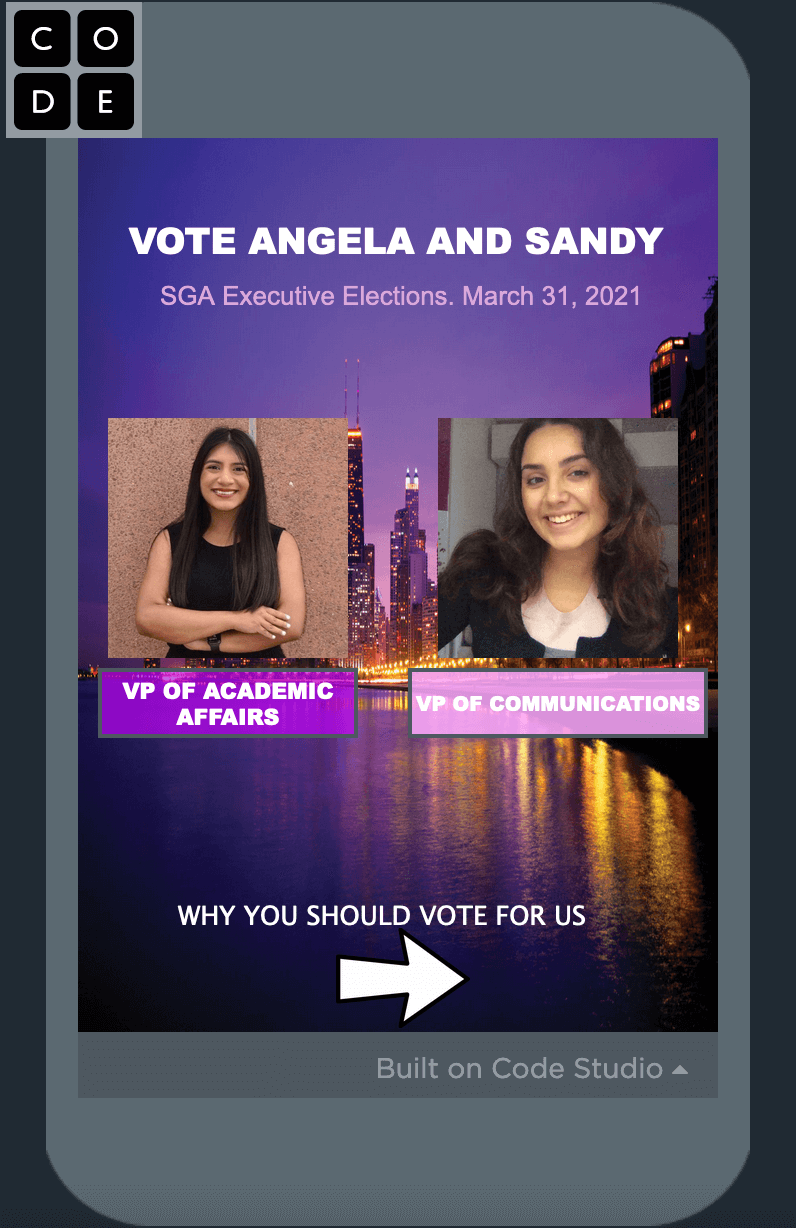 C O
D E
VOTE ANGELA AND SANDY
SGA Executive Elections. March 31, 2021
VP OF ACADEMIC
AFFAIRS
VP OF COMMUNICATIONS
WHY YOU SHOULD VOTE FOR US
Built on Code Studio